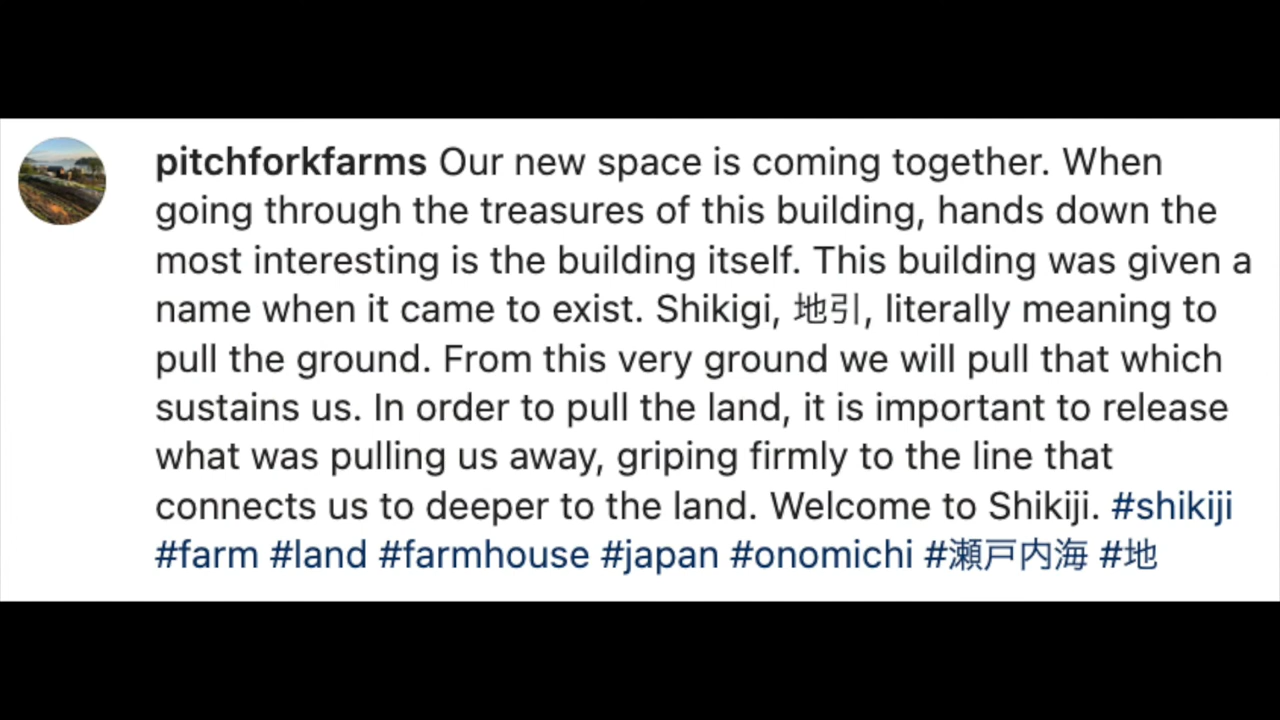 pitchforkfarms Our new space is coming together. When
going through the treasures of this building, hands down the
most interesting is the building itself. This building was given a
name when it came to exist. Shikigi, 地引, literally meaning to
pull the ground. From this very ground we will pull that which
sustains us. In order to pull the land, it is important to release
what was pulling us away, griping firmly to the line that
connects us to deeper to the land. Welcome to Shikiji. #shikiji
#farm #land #farmhouse #japan #onomichi #瀬戸内海 #地